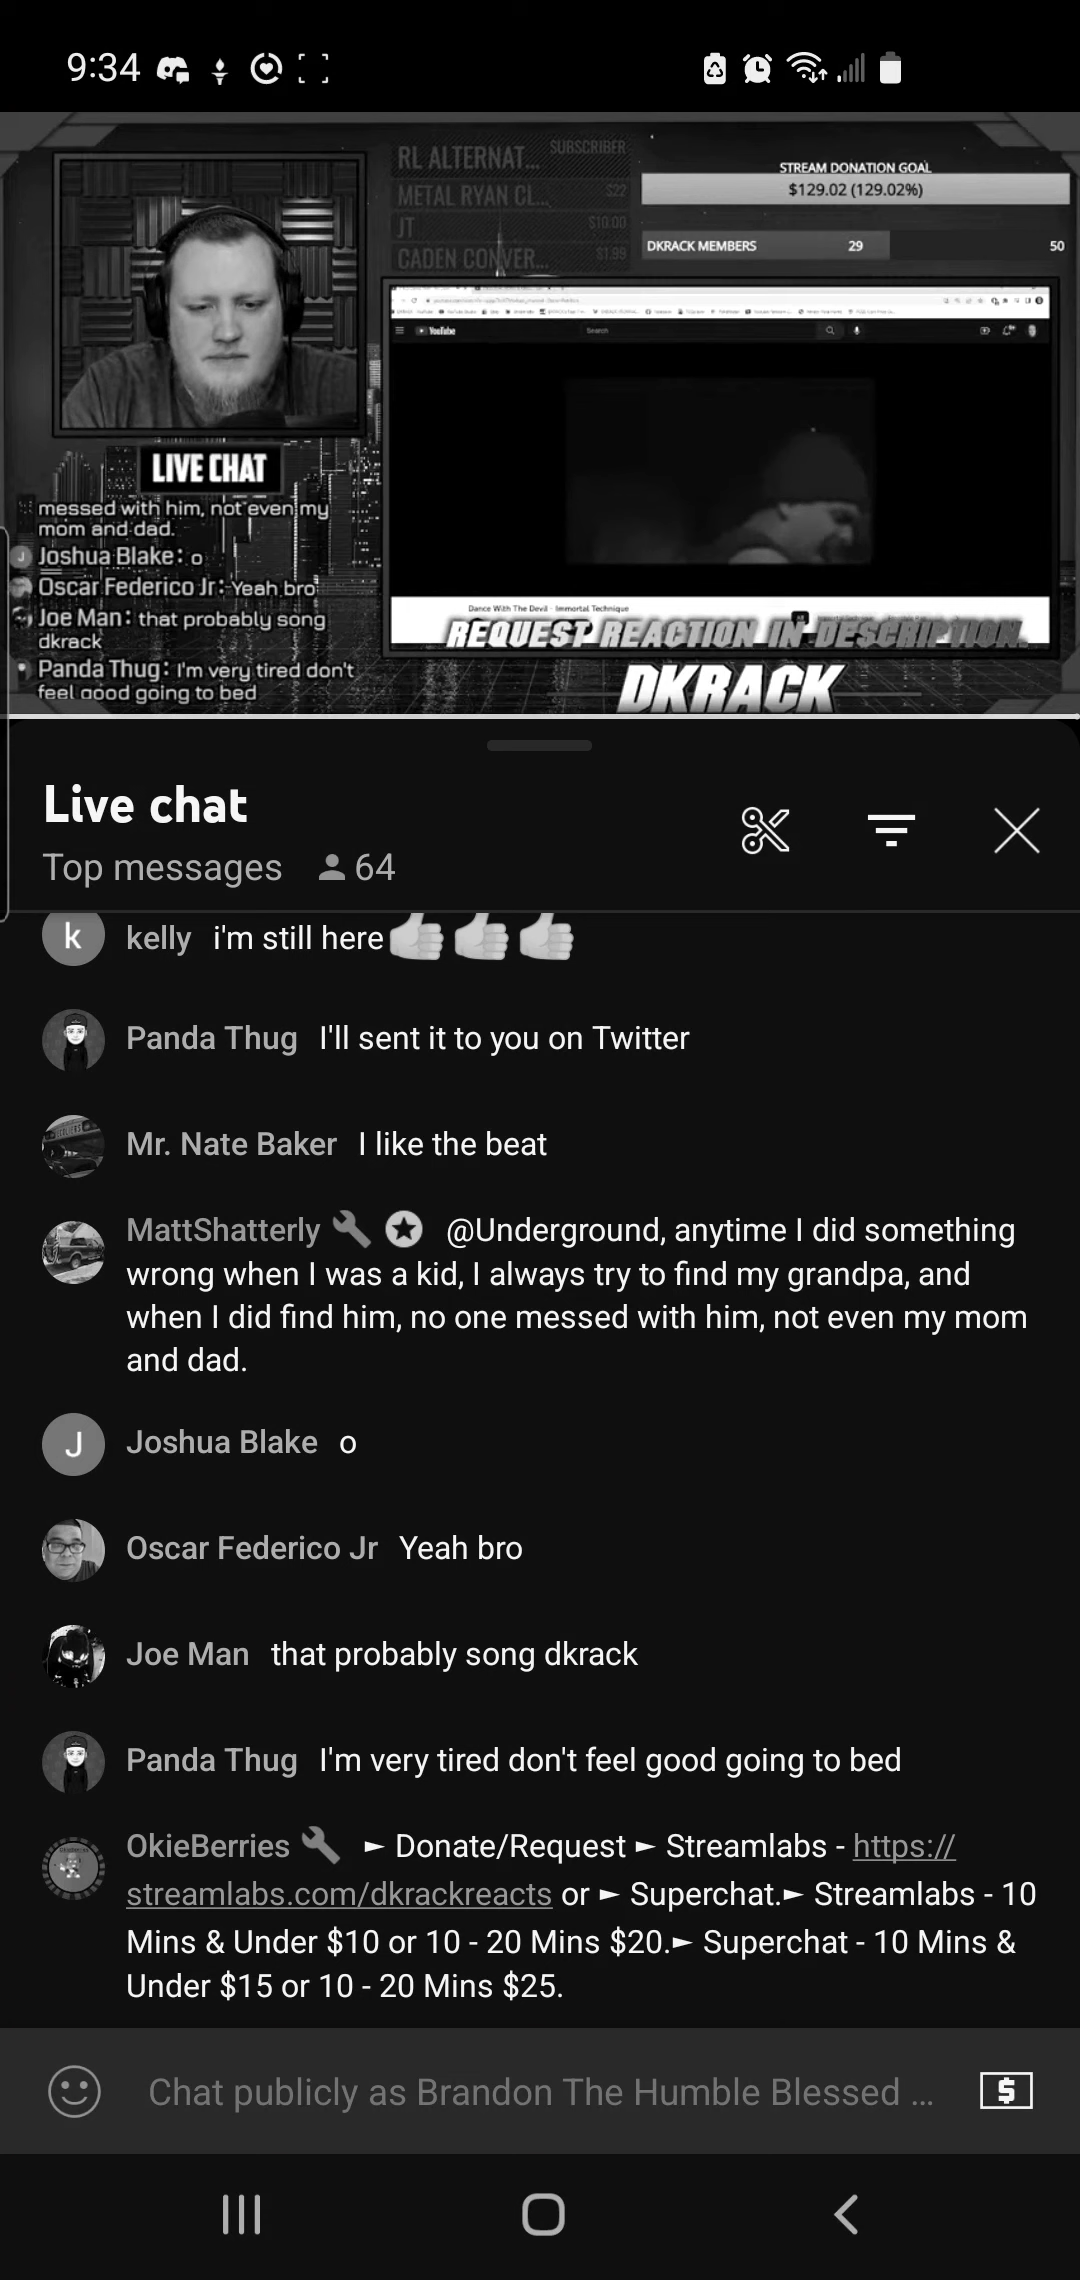 9:34
RL ALTERNAT... SUBSCRIBER
METAL RYAN CL... $22
JT $10.00
CADEN CONVER... $1.99
STREAM DONATION GOAL
$129.02 (129.02%)
DKRACK MEMBERS 29 50
YouTube Search
LIVE CHAT
messed with him, not even my
mom and dad.
J Joshua Blake: o
Oscar Federico Jr: Yeah bro
Joe Man: that probably song
dkrack
Panda Thug: I'm very tired don't
feel good going to bed
Dance With The Devil - Immortal Technique
REQUEST REACTION IN DESCRIPTION.
DKRACK
Live chat
Top messages 64
k kelly i'm still here
Panda Thug I'll sent it to you on Twitter
Mr. Nate Baker I like the beat
MattShatterly @Underground, anytime I did something
wrong when I was a kid, I always try to find my grandpa, and
when I did find him, no one messed with him, not even my mom
and dad.
J Joshua Blake o
Oscar Federico Jr Yeah bro
Joe Man that probably song dkrack
Panda Thug I'm very tired don't feel good going to bed
OkieBerries ► Donate/Request ► Streamlabs - https://
streamlabs.com/dkrackreacts or ► Superchat.► Streamlabs - 10
Mins & Under $10 or 10 - 20 Mins $20.► Superchat - 10 Mins &
Under $15 or 10 - 20 Mins $25.
Chat publicly as Brandon The Humble Blessed ...